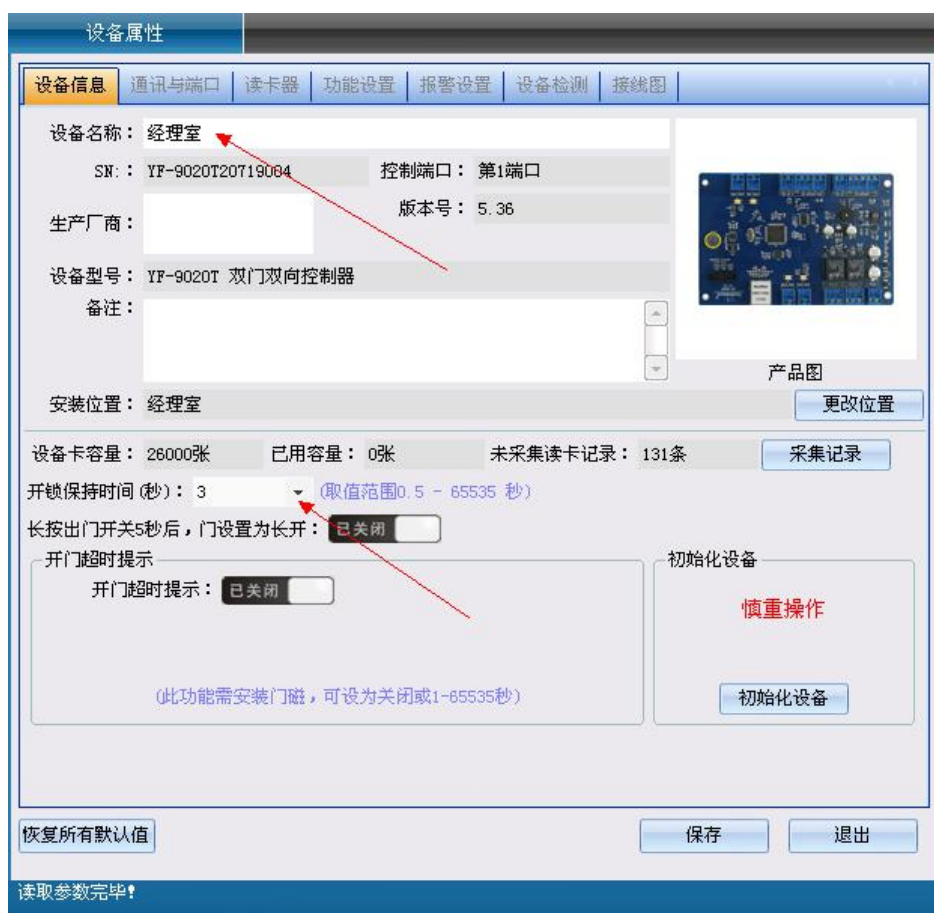 设备属性
设备信息 通讯与端口 读卡器 功能设置 报警设置 设备检测 接线图
设备名称： 经理室
SN:： YF-9020T20719004 控制端口： 第1端口
生产厂商： 版本号： 5.36
设备型号： YF-9020T 双门双向控制器
备注：
产品图
安装位置： 经理室 更改位置
设备卡容量： 26000张 已用容量： 0张 未采集读卡记录： 131条 采集记录
开锁保持时间(秒)： 3 (取值范围0.5 - 65535 秒)
长按出门开关5秒后，门设置为长开： 已关闭
开门超时提示 初始化设备
开门超时提示： 已关闭
慎重操作
(此功能需安装门磁，可设为关闭或1-65535秒) 初始化设备
恢复所有默认值 保存 退出
读取参数完毕!